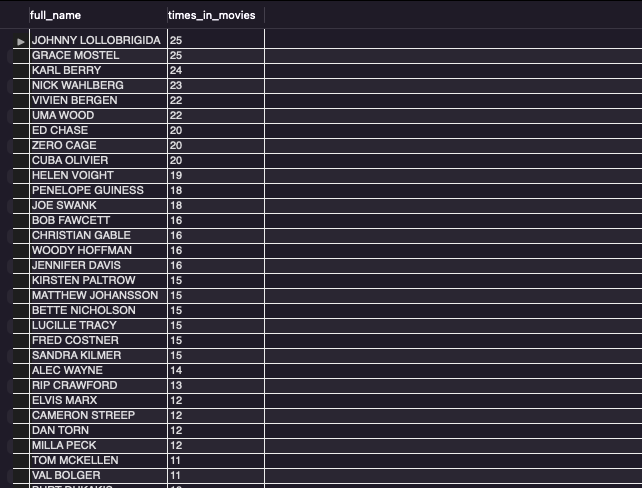 full_name times_in_movies
JOHNNY LOLLOBRIGIDA 25
GRACE MOSTEL 25
KARL BERRY 24
NICK WAHLBERG 23
VIVIEN BERGEN 22
UMA WOOD 22
ED CHASE 20
ZERO CAGE 20
CUBA OLIVIER 20
HELEN VOIGHT 19
PENELOPE GUINESS 18
JOE SWANK 18
BOB FAWCETT 16
CHRISTIAN GABLE 16
WOODY HOFFMAN 16
JENNIFER DAVIS 16
KIRSTEN PALTROW 15
MATTHEW JOHANSSON 15
BETTE NICHOLSON 15
LUCILLE TRACY 15
FRED COSTNER 15
SANDRA KILMER 15
ALEC WAYNE 14
RIP CRAWFORD 13
ELVIS MARX 12
CAMERON STREEP 12
DAN TORN 12
MILLA PECK 12
TOM MCKELLEN 11
VAL BOLGER 11